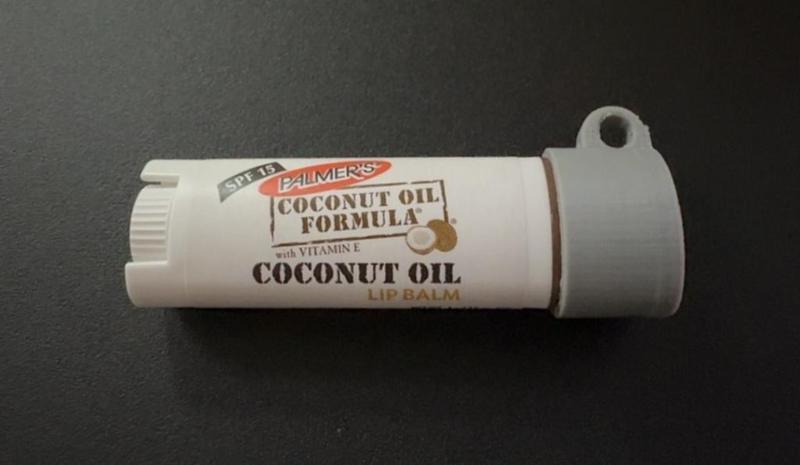 SPF 15
PALMER'S®
COCONUT OIL
FORMULA®
with VITAMIN E
COCONUT OIL
LIP BALM